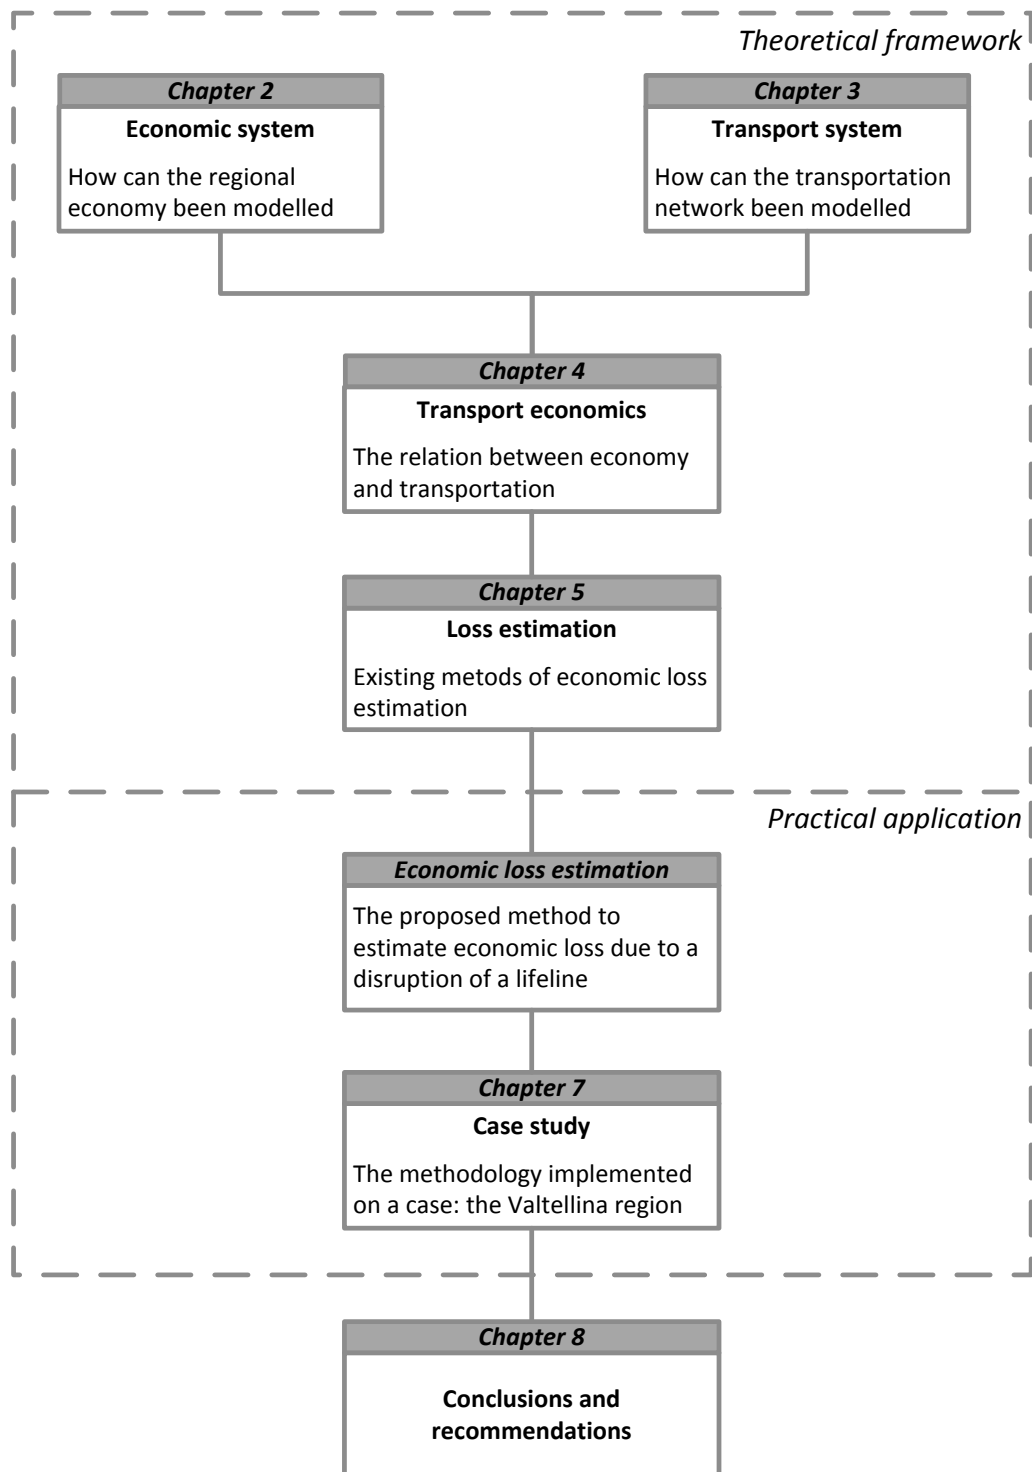 Theoretical framework
Chapter 2
Economic system
How can the regional
economy been modelled
Chapter 3
Transport system
How can the transportation
network been modelled
Chapter 4
Transport economics
The relation between economy
and transportation
Chapter 5
Loss estimation
Existing metods of economic loss
estimation
Practical application
Economic loss estimation
The proposed method to
estimate economic loss due to a
disruption of a lifeline
Chapter 7
Case study
The methodology implemented
on a case: the Valtellina region
Chapter 8
Conclusions and
recommendations